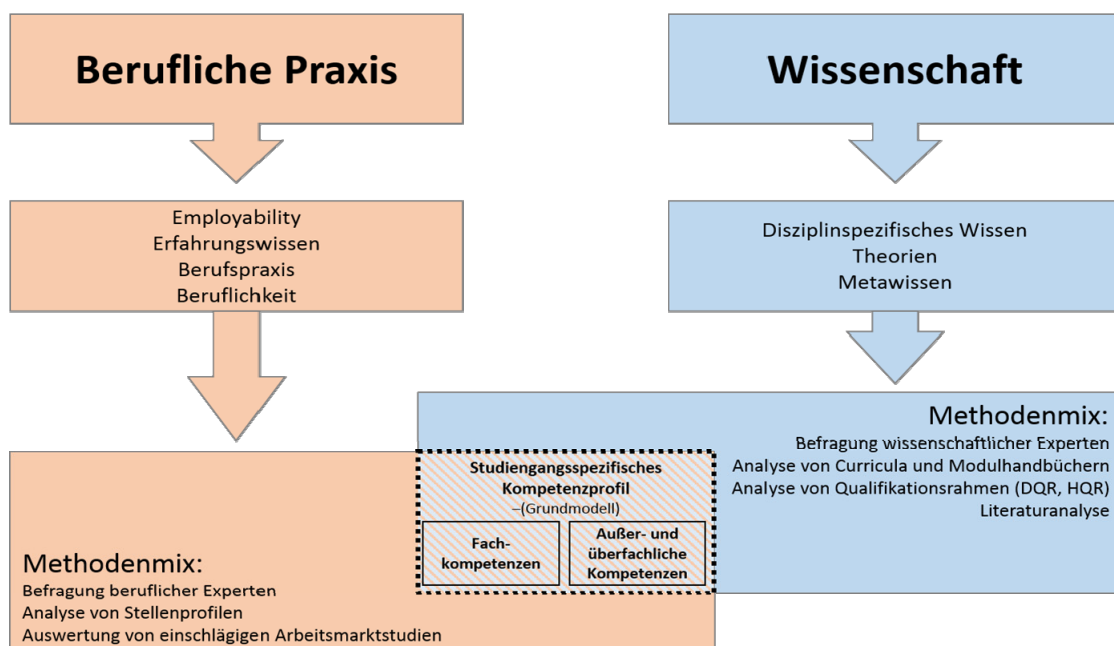 Berufliche Praxis
Employability
Erfahrungswissen
Berufspraxis
Beruflichkeit
Wissenschaft
Disziplinspezifisches Wissen
Theorien
Metawissen
Methodenmix:
Befragung wissenschaftlicher Experten
Analyse von Curricula und Modulhandbüchern
Analyse von Qualifikationsrahmen (DQR, HQR)
Literaturanalyse
Studiengangsspezifisches
Kompetenzprofil
–(Grundmodell)
Fach-
kompetenzen
Außer- und
überfachliche
Kompetenzen
Methodenmix:
Befragung beruflicher Experten
Analyse von Stellenprofilen
Auswertung von einschlägigen Arbeitsmarktstudien